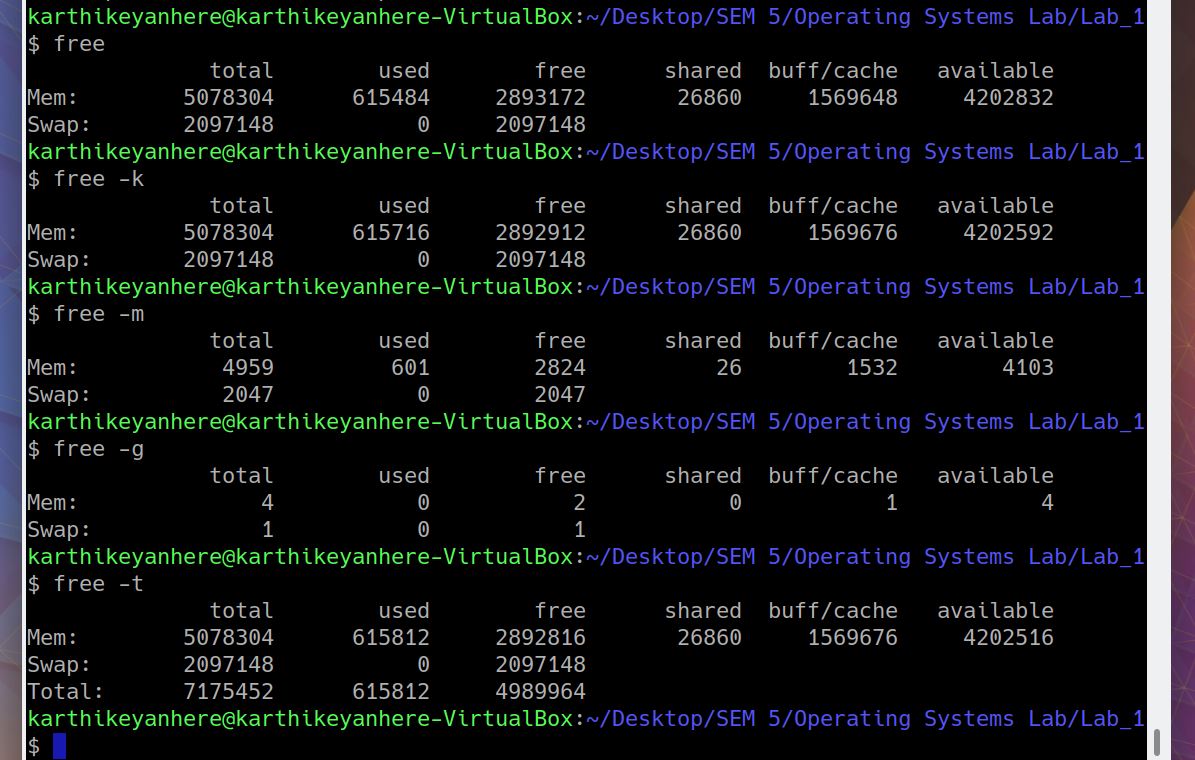 karthikeyanhere@karthikeyanhere-VirtualBox:~/Desktop/SEM 5/Operating Systems Lab/Lab_1
$ free
total used free shared buff/cache available
Mem: 5078304 615484 2893172 26860 1569648 4202832
Swap: 2097148 0 2097148
karthikeyanhere@karthikeyanhere-VirtualBox:~/Desktop/SEM 5/Operating Systems Lab/Lab_1
$ free -k
total used free shared buff/cache available
Mem: 5078304 615716 2892912 26860 1569676 4202592
Swap: 2097148 0 2097148
karthikeyanhere@karthikeyanhere-VirtualBox:~/Desktop/SEM 5/Operating Systems Lab/Lab_1
$ free -m
total used free shared buff/cache available
Mem: 4959 601 2824 26 1532 4103
Swap: 2047 0 2047
karthikeyanhere@karthikeyanhere-VirtualBox:~/Desktop/SEM 5/Operating Systems Lab/Lab_1
$ free -g
total used free shared buff/cache available
Mem: 4 0 2 0 1 4
Swap: 1 0 1
karthikeyanhere@karthikeyanhere-VirtualBox:~/Desktop/SEM 5/Operating Systems Lab/Lab_1
$ free -t
total used free shared buff/cache available
Mem: 5078304 615812 2892816 26860 1569676 4202516
Swap: 2097148 0 2097148
Total: 7175452 615812 4989964
karthikeyanhere@karthikeyanhere-VirtualBox:~/Desktop/SEM 5/Operating Systems Lab/Lab_1
$